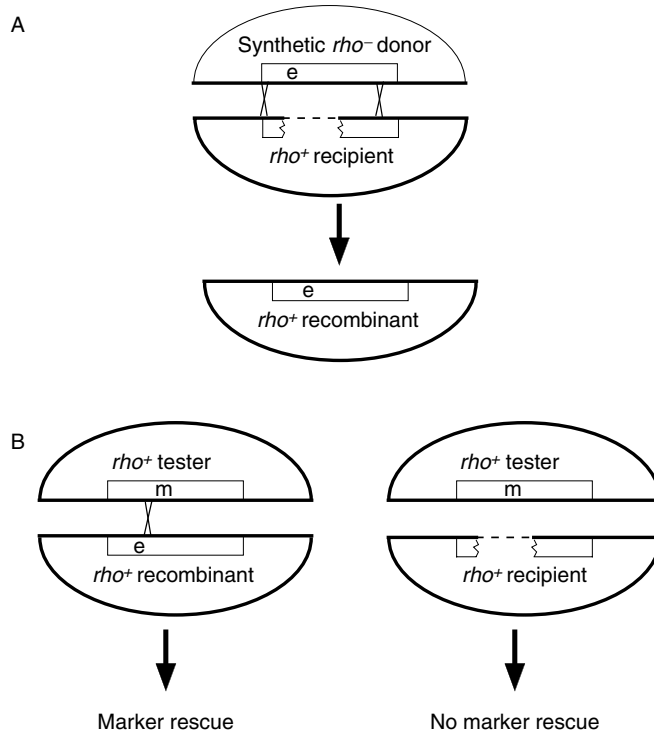 A
Synthetic rho– donor
e
rho+ recipient
e
rho+ recombinant
B
rho+ tester
m
e
rho+ recombinant
Marker rescue
rho+ tester
m
rho+ recipient
No marker rescue